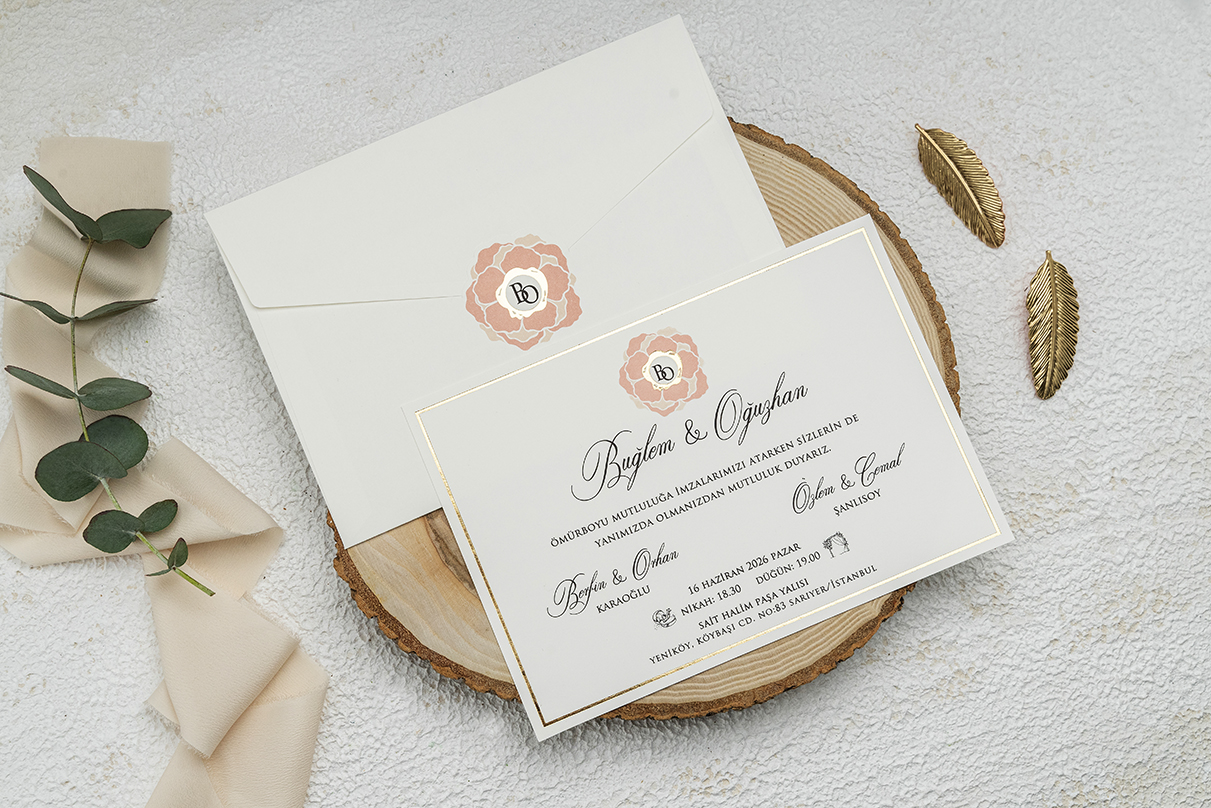 BO
BO
Buğlem & Oğuzhan
ÖMÜRBOYU MUTLULUĞA İMZALARIMIZI ATARKEN SİZLERİN DE
YANIMIZDA OLMANIZDAN MUTLULUK DUYARIZ.
Berfin & Orhan
KARAOĞLU
Özlem & Cemal
ŞANLISOY
16 HAZİRAN 2026 PAZAR
NİKAH: 18.30 DÜĞÜN: 19.00
SAİT HALİM PAŞA YALISI
YENİKÖY, KÖYBAŞI CD. NO:83 SARIYER/İSTANBUL